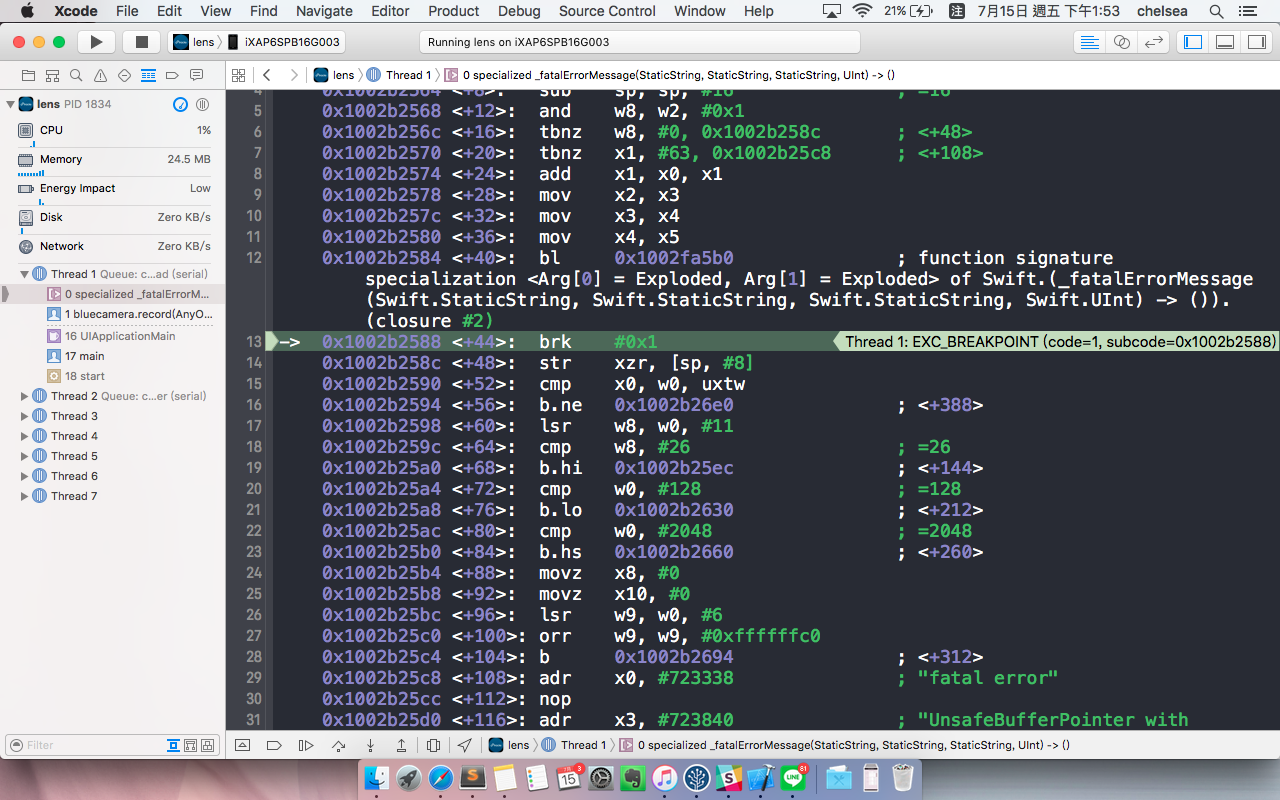 Xcode File Edit View Find Navigate Editor Product Debug Source Control Window Help 21% 注 7月15日 週五 下午1:53 chelsea
lens iXAP6SPB16G003 Running lens on iXAP6SPB16G003
lens Thread 1 0 specialized _fatalErrorMessage(StaticString, StaticString, StaticString, UInt) -> ()
lens PID 1834
CPU 1%
Memory 24.5 MB
Energy Impact Low
Disk Zero KB/s
Network Zero KB/s
Thread 1 Queue: c...ad (serial)
0 specialized _fatalErrorM...
1 bluecamera.record(AnyO...
16 UIApplicationMain
17 main
18 start
Thread 2 Queue: c...er (serial)
Thread 3
Thread 4
Thread 5
Thread 6
Thread 7
Filter
4 0x1002b2564 <+8>: sub sp, sp, #16 ; =16
5 0x1002b2568 <+12>: and w8, w2, #0x1
6 0x1002b256c <+16>: tbnz w8, #0, 0x1002b258c ; <+48>
7 0x1002b2570 <+20>: tbnz x1, #63, 0x1002b25c8 ; <+108>
8 0x1002b2574 <+24>: add x1, x0, x1
9 0x1002b2578 <+28>: mov x2, x3
10 0x1002b257c <+32>: mov x3, x4
11 0x1002b2580 <+36>: mov x4, x5
12 0x1002b2584 <+40>: bl 0x1002fa5b0 ; function signature
specialization <Arg[0] = Exploded, Arg[1] = Exploded> of Swift.(_fatalErrorMessage
(Swift.StaticString, Swift.StaticString, Swift.StaticString, Swift.UInt) -> ()).
(closure #2)
13 -> 0x1002b2588 <+44>: brk #0x1 Thread 1: EXC_BREAKPOINT (code=1, subcode=0x1002b2588)
14 0x1002b258c <+48>: str xzr, [sp, #8]
15 0x1002b2590 <+52>: cmp x0, w0, uxtw
16 0x1002b2594 <+56>: b.ne 0x1002b26e0 ; <+388>
17 0x1002b2598 <+60>: lsr w8, w0, #11
18 0x1002b259c <+64>: cmp w8, #26 ; =26
19 0x1002b25a0 <+68>: b.hi 0x1002b25ec ; <+144>
20 0x1002b25a4 <+72>: cmp w0, #128 ; =128
21 0x1002b25a8 <+76>: b.lo 0x1002b2630 ; <+212>
22 0x1002b25ac <+80>: cmp w0, #2048 ; =2048
23 0x1002b25b0 <+84>: b.hs 0x1002b2660 ; <+260>
24 0x1002b25b4 <+88>: movz x8, #0
25 0x1002b25b8 <+92>: movz x10, #0
26 0x1002b25bc <+96>: lsr w9, w0, #6
27 0x1002b25c0 <+100>: orr w9, w9, #0xffffffc0
28 0x1002b25c4 <+104>: b 0x1002b2694 ; <+312>
29 0x1002b25c8 <+108>: adr x0, #723338 ; "fatal error"
30 0x1002b25cc <+112>: nop
31 0x1002b25d0 <+116>: adr x3, #723840 ; "UnsafeBufferPointer with
lens Thread 1 0 specialized _fatalErrorMessage(StaticString, StaticString, StaticString, UInt) -> ()
7月 15 3 LINE 81